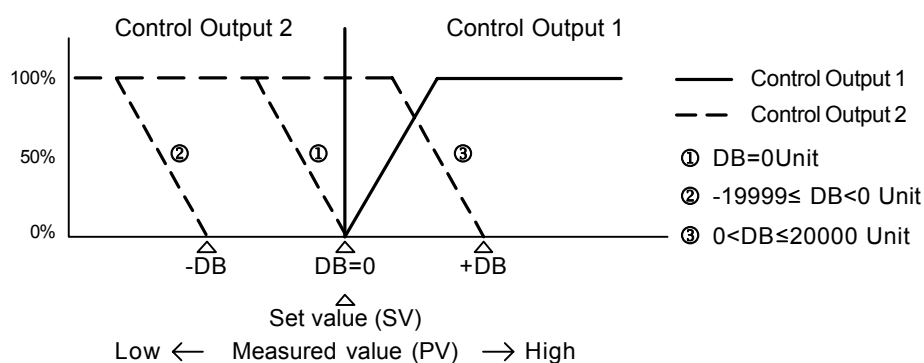 Control Output 2
Control Output 1
100%
50%
0%
②
①
③
Control Output 1
Control Output 2
① DB=0Unit
② -19999≤ DB<0 Unit
③ 0<DB≤20000 Unit
-DB
DB=0
+DB
Set value (SV)
Low ← Measured value (PV) → High